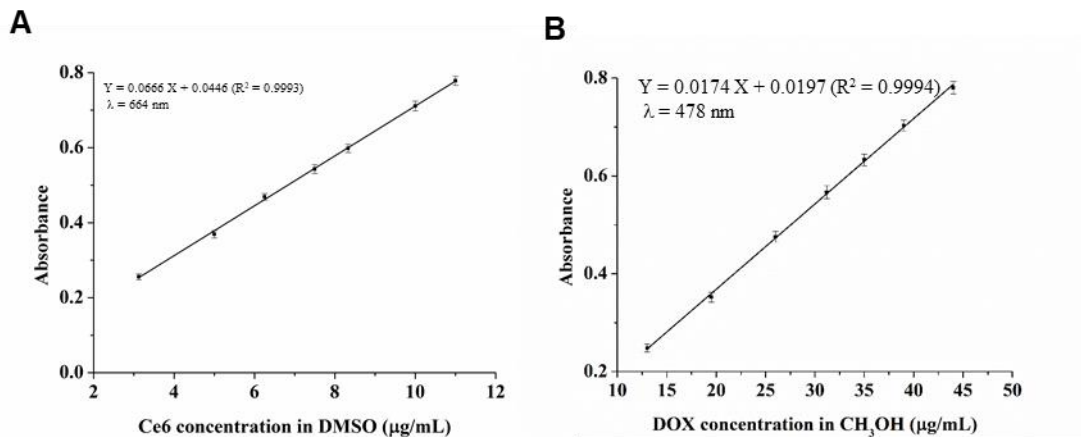 A
Y = 0.0666 X + 0.0446 (R² = 0.9993)
λ = 664 nm
0.8
0.6
0.4
0.2
0.0
Absorbance
2 4 6 8 10 12
Ce6 concentration in DMSO (μg/mL)
B
Y = 0.0174 X + 0.0197 (R² = 0.9994)
λ = 478 nm
0.8
0.6
0.4
0.2
Absorbance
10 15 20 25 30 35 40 45 50
DOX concentration in CH₃OH (μg/mL)